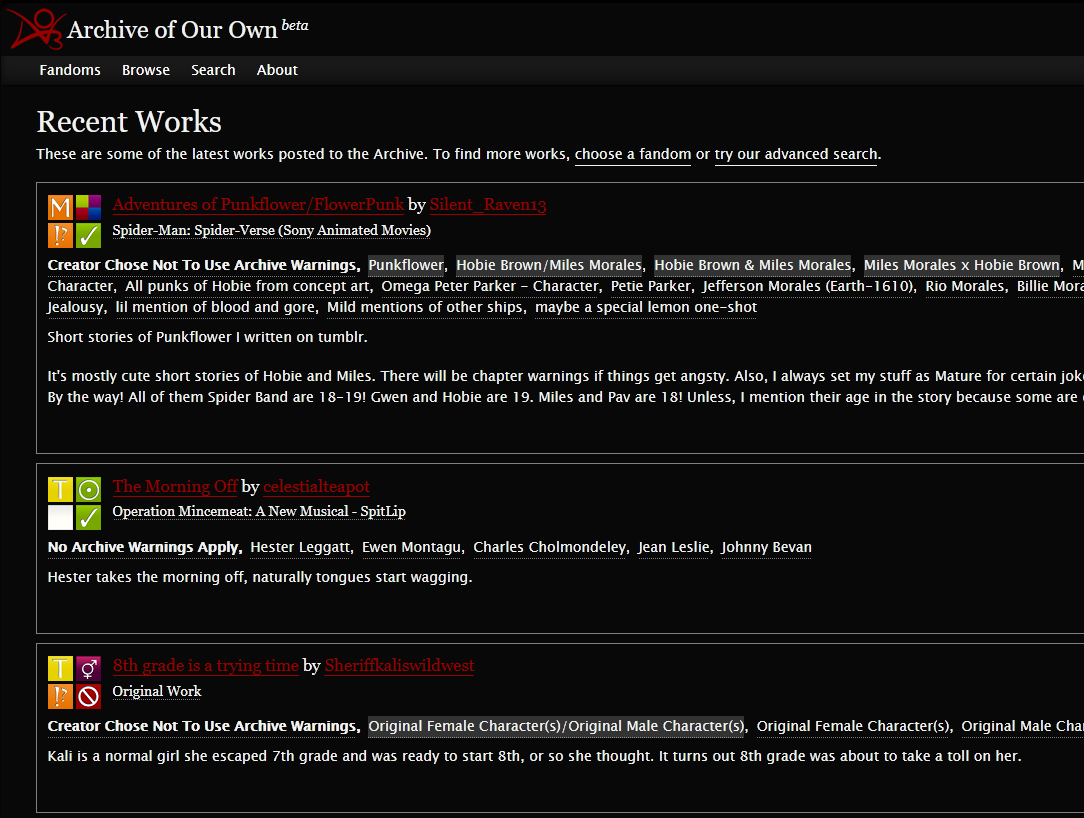 Archive of Our Own beta
Fandoms Browse Search About
Recent Works
These are some of the latest works posted to the Archive. To find more works, choose a fandom or try our advanced search.
M Adventures of Punkflower/FlowerPunk by Silent_Raven13
!? Spider-Man: Spider-Verse (Sony Animated Movies)
Creator Chose Not To Use Archive Warnings, Punkflower, Hobie Brown/Miles Morales, Hobie Brown & Miles Morales, Miles Morales x Hobie Brown, M
Character, All punks of Hobie from concept art, Omega Peter Parker - Character, Petie Parker, Jefferson Morales (Earth-1610), Rio Morales, Billie Mora
Jealousy, lil mention of blood and gore, Mild mentions of other ships, maybe a special lemon one-shot
Short stories of Punkflower I written on tumblr.
It's mostly cute short stories of Hobie and Miles. There will be chapter warnings if things get angsty. Also, I always set my stuff as Mature for certain joke
By the way! All of them Spider Band are 18-19! Gwen and Hobie are 19. Miles and Pav are 18! Unless, I mention their age in the story because some are
T The Morning Off by celestialteapot
Operation Mincemeat: A New Musical - SpitLip
No Archive Warnings Apply, Hester Leggatt, Ewen Montagu, Charles Cholmondeley, Jean Leslie, Johnny Bevan
Hester takes the morning off, naturally tongues start wagging.
T 8th grade is a trying time by Sheriffkaliswildwest
!? Original Work
Creator Chose Not To Use Archive Warnings, Original Female Character(s)/Original Male Character(s), Original Female Character(s), Original Male Char
Kali is a normal girl she escaped 7th grade and was ready to start 8th, or so she thought. It turns out 8th grade was about to take a toll on her.